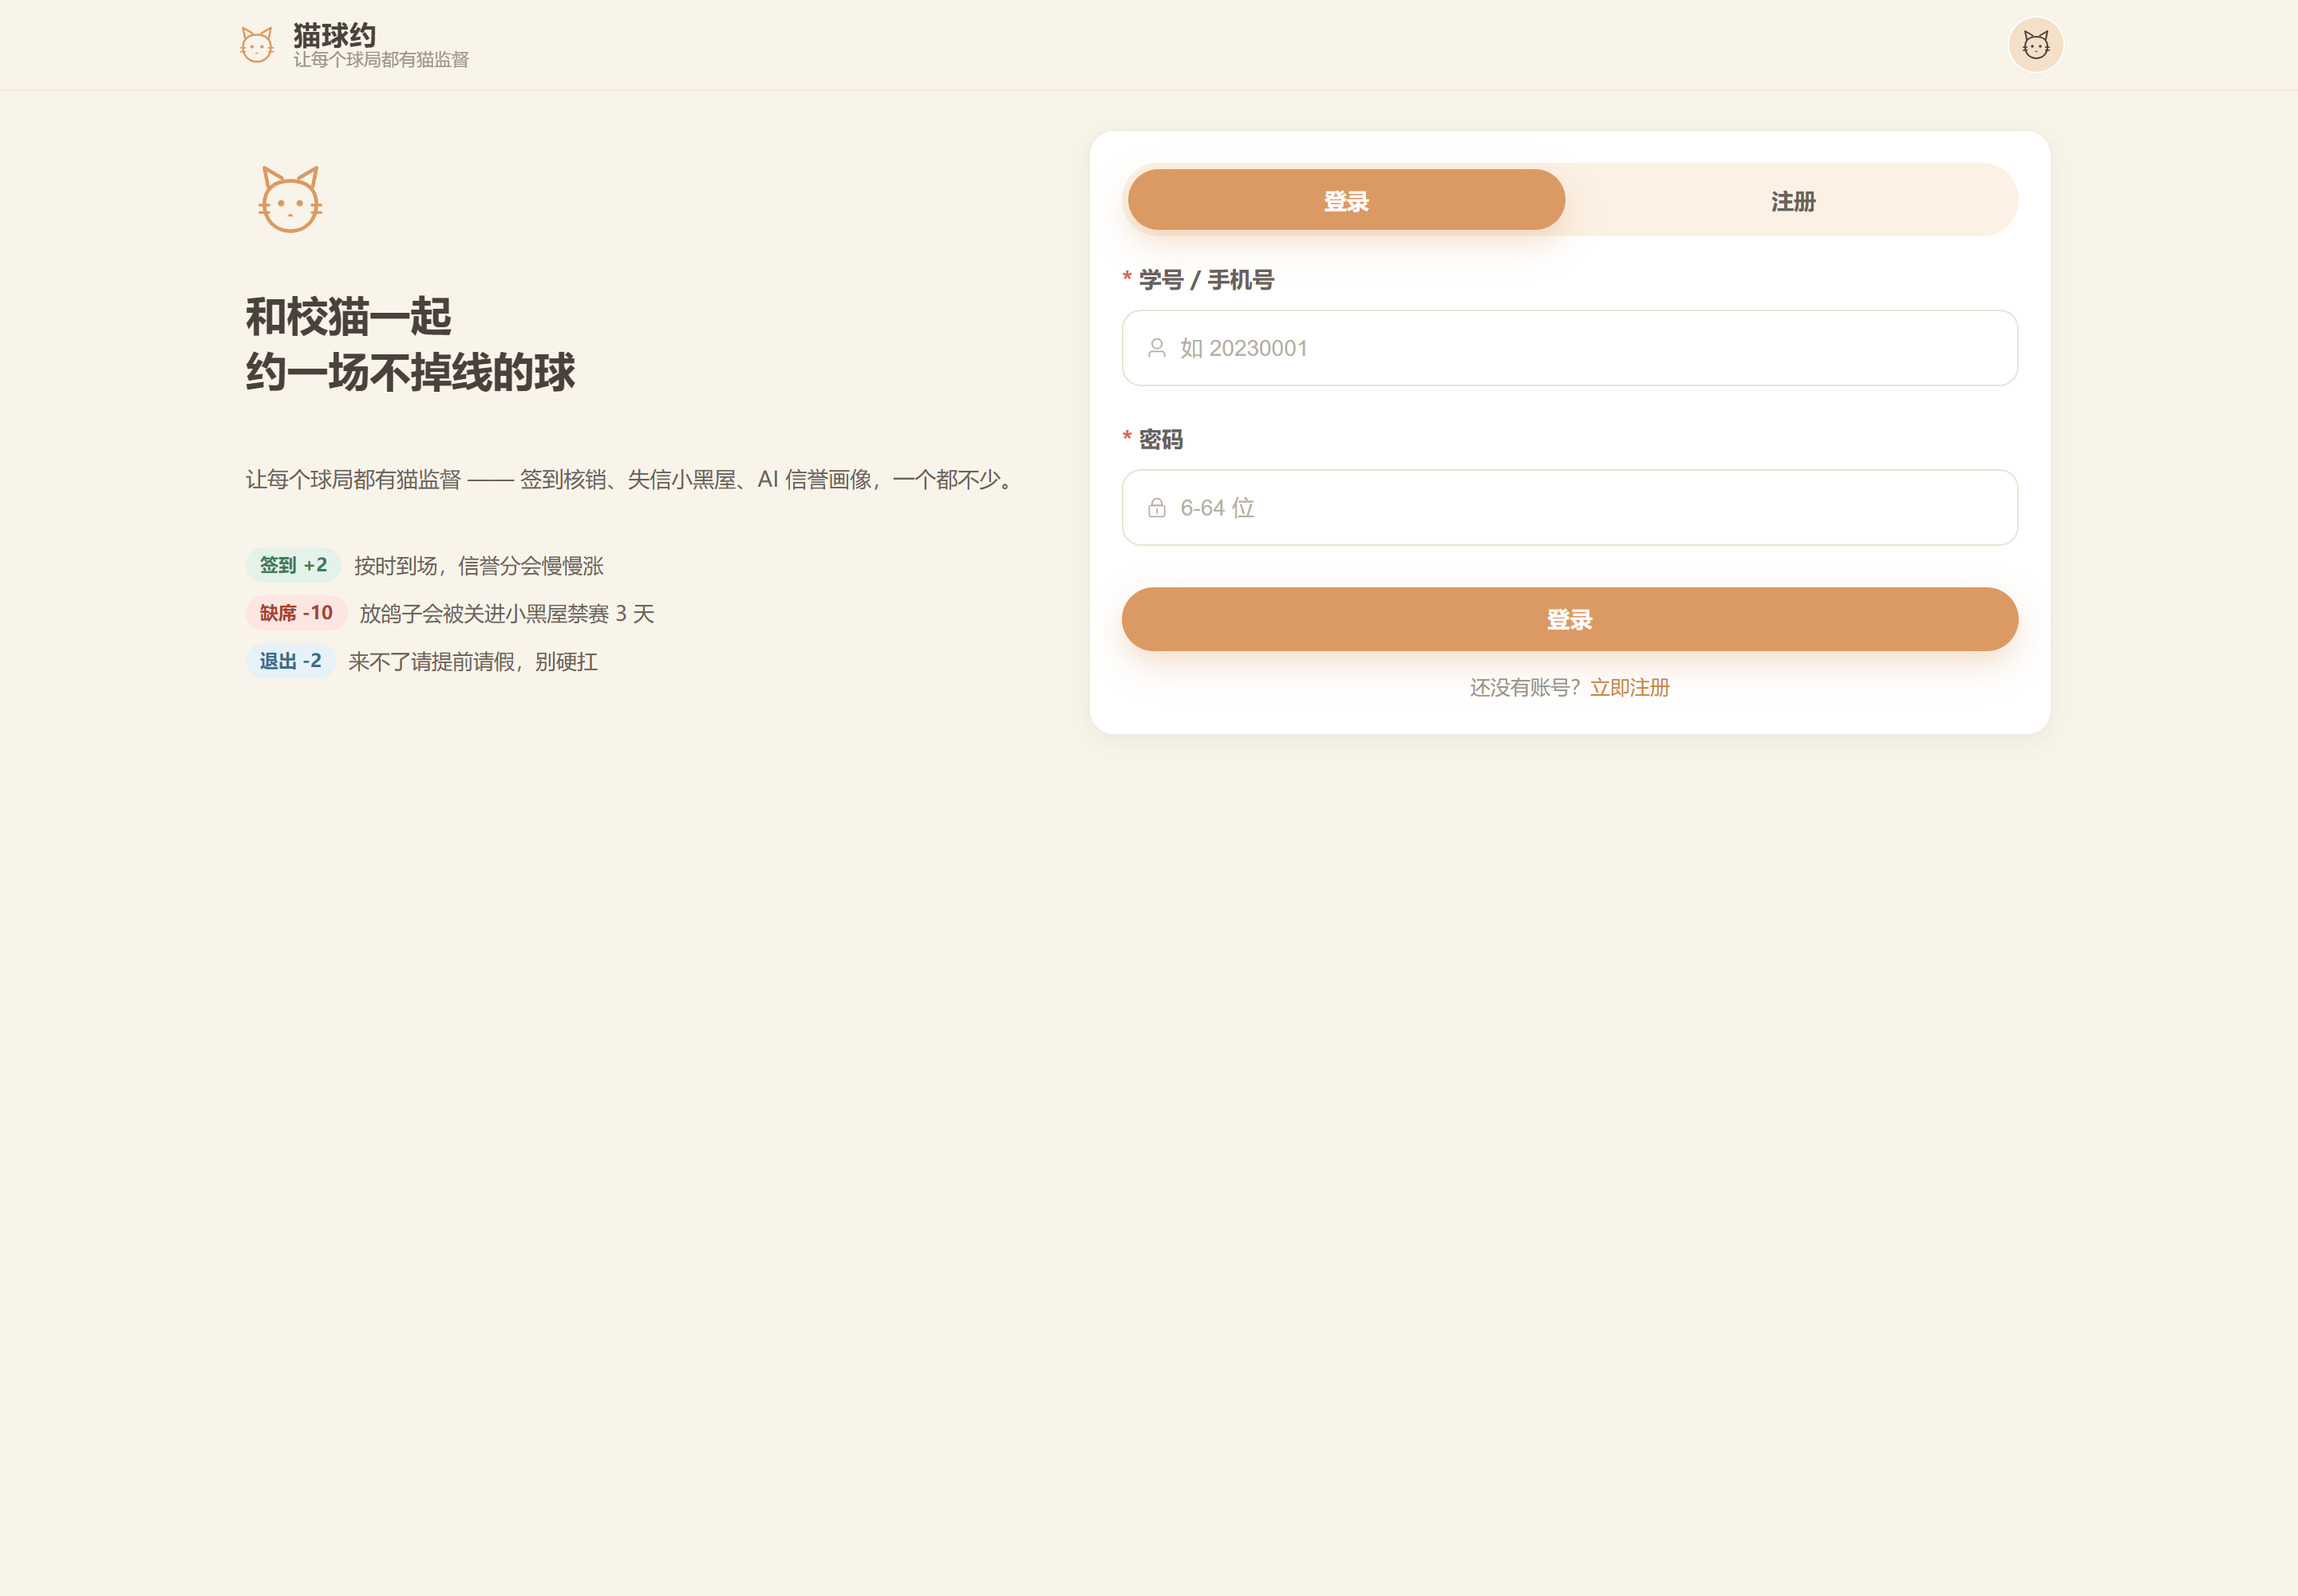 猫球约
让每个球局都有猫监督
和校猫一起
约一场不掉线的球
让每个球局都有猫监督 —— 签到核销、失信小黑屋、AI 信誉画像，一个都不少。
签到 +2 按时到场，信誉分会慢慢涨
缺席 -10 放鸽子会被关进小黑屋禁赛 3 天
退出 -2 来不了请提前请假，别硬扛
登录 注册
* 学号 / 手机号
如 20230001
* 密码
6-64 位
登录
还没有账号？立即注册